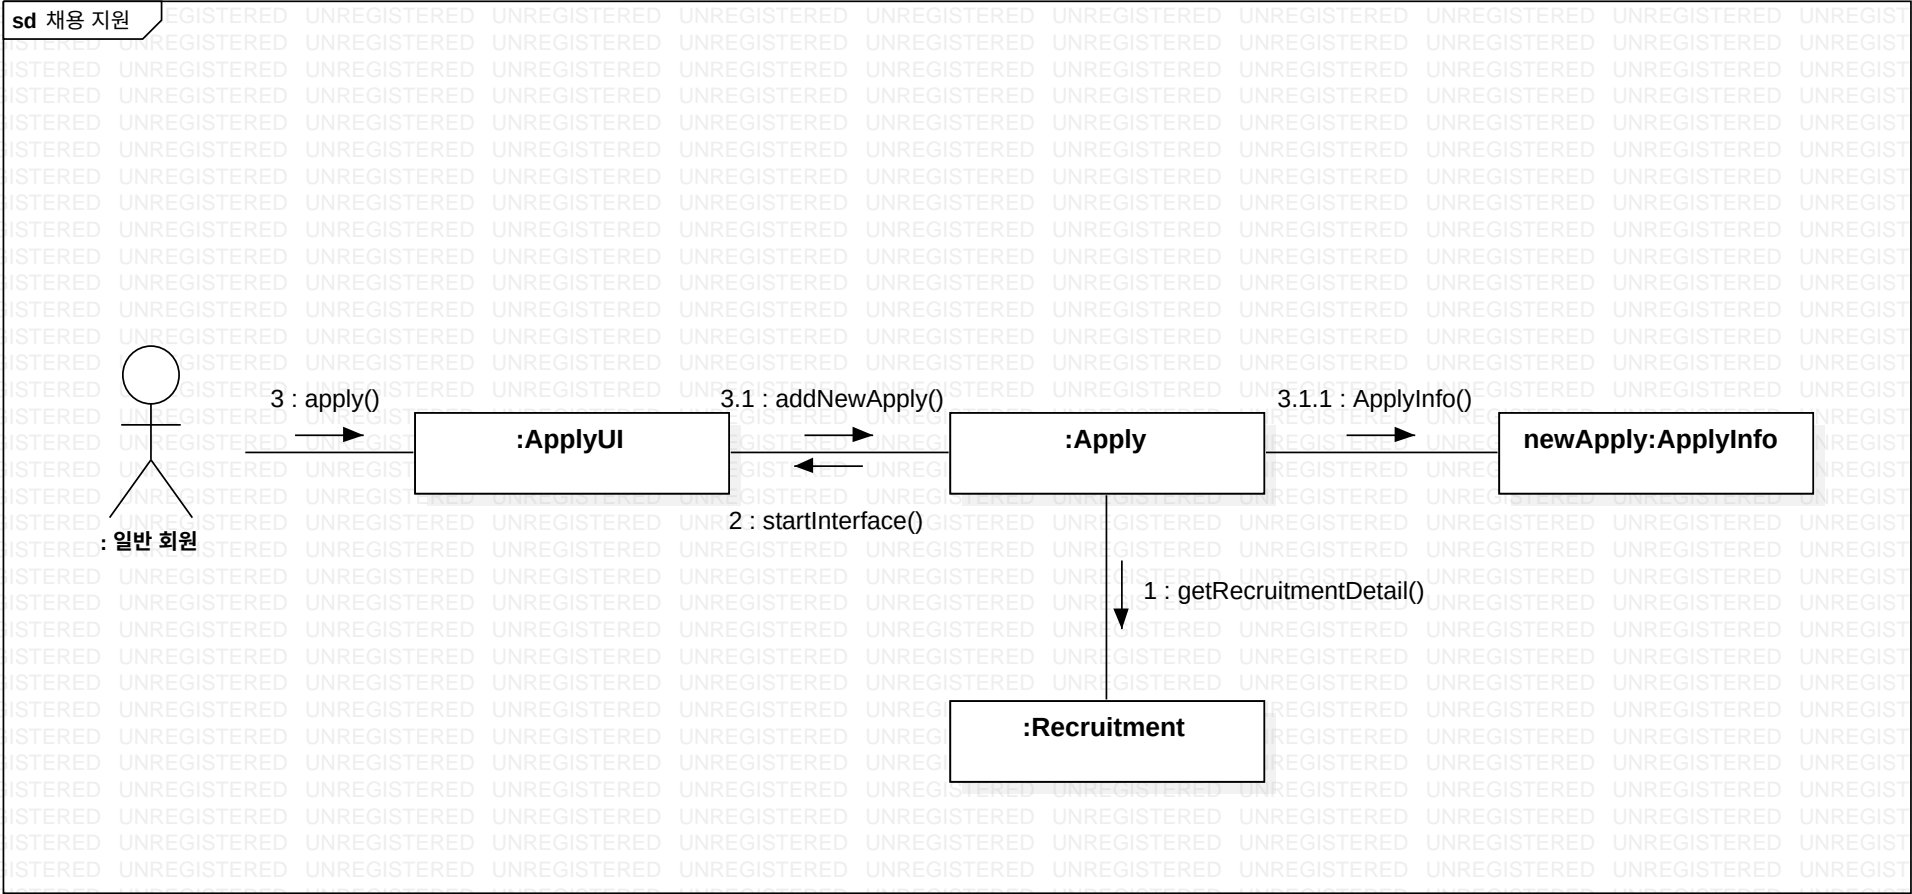 sd 채용 지원
3 : apply()
3.1 : addNewApply()
3.1.1 : ApplyInfo()
:ApplyUI
:Apply
newApply:ApplyInfo
2 : startInterface()
: 일반 회원
1 : getRecruitmentDetail()
:Recruitment